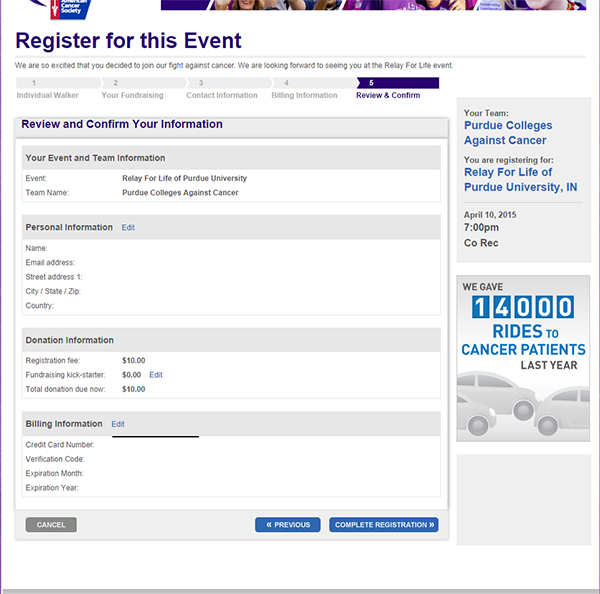 American
Cancer
Society
Register for this Event
We are so excited that you decided to join our fight against cancer. We are looking forward to seeing you at the Relay For Life event.
1 2 3 4 5
Individual Walker Your Fundraising Contact Information Billing Information Review & Confirm
Review and Confirm Your Information
Your Event and Team Information
Event: Relay For Life of Purdue University
Team Name: Purdue Colleges Against Cancer
Personal Information Edit
Name:
Email address:
Street address 1:
City / State / Zip:
Country:
Donation Information
Registration fee: $10.00
Fundraising kick-starter: $0.00 Edit
Total donation due now: $10.00
Billing Information Edit
Credit Card Number:
Verification Code:
Expiration Month:
Expiration Year:
CANCEL « PREVIOUS COMPLETE REGISTRATION »
Your Team:
Purdue Colleges
Against Cancer
You are registering for:
Relay For Life of
Purdue University, IN
April 10, 2015
7:00pm
Co Rec
WE GAVE
14000
RIDES TO
CANCER PATIENTS
LAST YEAR